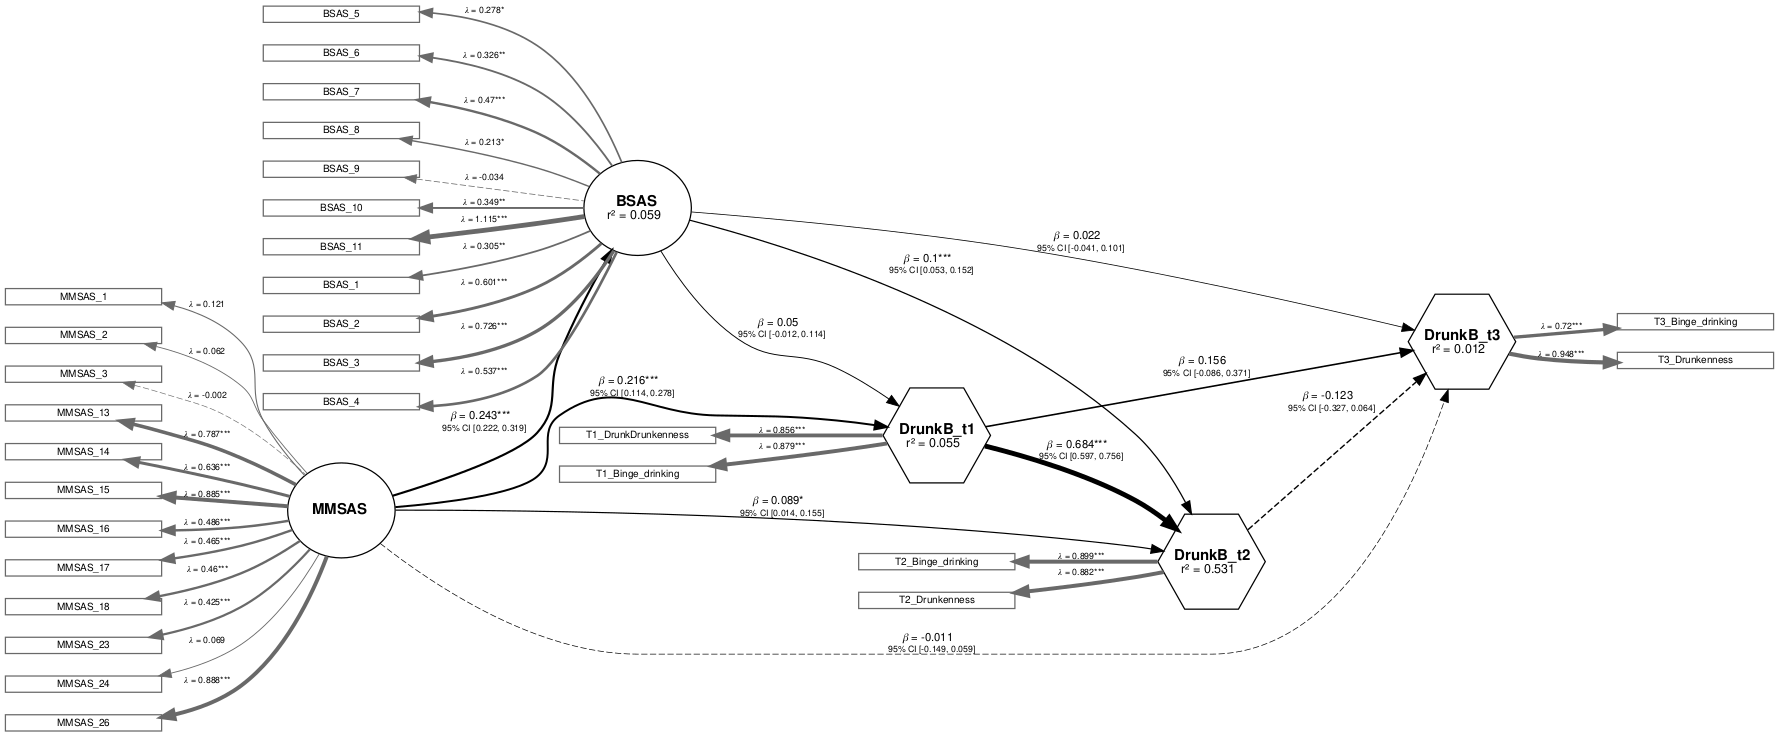 BSAS_5
λ = 0.278*
BSAS_6
λ = 0.326**
BSAS_7
λ = 0.47***
BSAS_8
λ = 0.213*
BSAS_9
λ = -0.034
BSAS_10
λ = 0.349**
λ = 1.115***
BSAS_11
λ = 0.305**
BSAS_1
λ = 0.601***
BSAS_2
λ = 0.726***
BSAS_3
λ = 0.537***
BSAS_4
BSAS
r² = 0.059
MMSAS_1
λ = 0.121
MMSAS_2
λ = 0.062
MMSAS_3
λ = -0.002
MMSAS_13
λ = 0.787***
MMSAS_14
λ = 0.636***
MMSAS_15
λ = 0.885***
MMSAS_16
λ = 0.486***
λ = 0.465***
MMSAS_17
λ = 0.46***
MMSAS_18
λ = 0.425***
MMSAS_23
λ = 0.069
MMSAS_24
λ = 0.888***
MMSAS_26
MMSAS
β = 0.243***
95% CI [0.222, 0.319]
β = 0.216***
95% CI [0.114, 0.278]
β = 0.05
95% CI [-0.012, 0.114]
β = 0.1***
95% CI [0.053, 0.152]
β = 0.022
95% CI [-0.041, 0.101]
β = 0.089*
95% CI [0.014, 0.155]
β = -0.011
95% CI [-0.149, 0.059]
T1_DrunkDrunkenness
λ = 0.856***
λ = 0.879***
T1_Binge_drinking
DrunkB_t1
r² = 0.055
β = 0.684***
95% CI [0.597, 0.756]
β = 0.156
95% CI [-0.086, 0.371]
β = -0.123
95% CI [-0.327, 0.064]
T2_Binge_drinking
λ = 0.899***
λ = 0.882***
T2_Drunkenness
DrunkB_t2
r² = 0.531
DrunkB_t3
r² = 0.012
λ = 0.72***
T3_Binge_drinking
λ = 0.948***
T3_Drunkenness